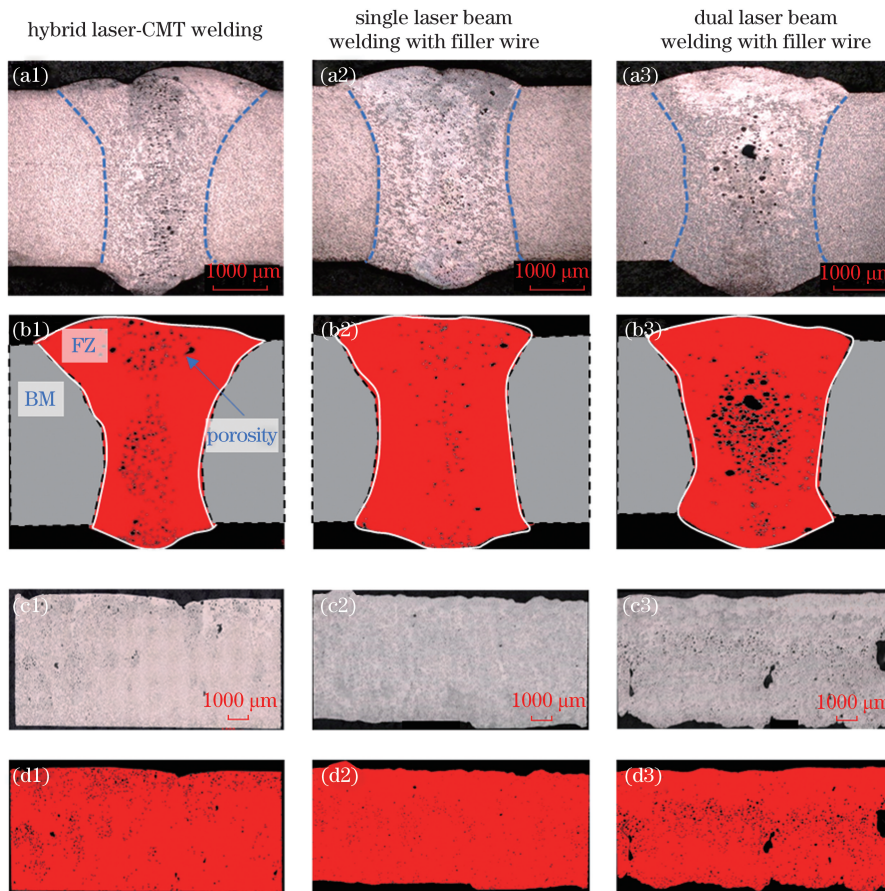 hybrid laser-CMT welding
single laser beam
welding with filler wire
dual laser beam
welding with filler wire
(a1)
1000 μm
(a2)
1000 μm
(a3)
1000 μm
(b1)
FZ
BM
porosity
(b2)
(b3)
(c1)
1000 μm
(c2)
1000 μm
(c3)
1000 μm
(d1)
(d2)
(d3)